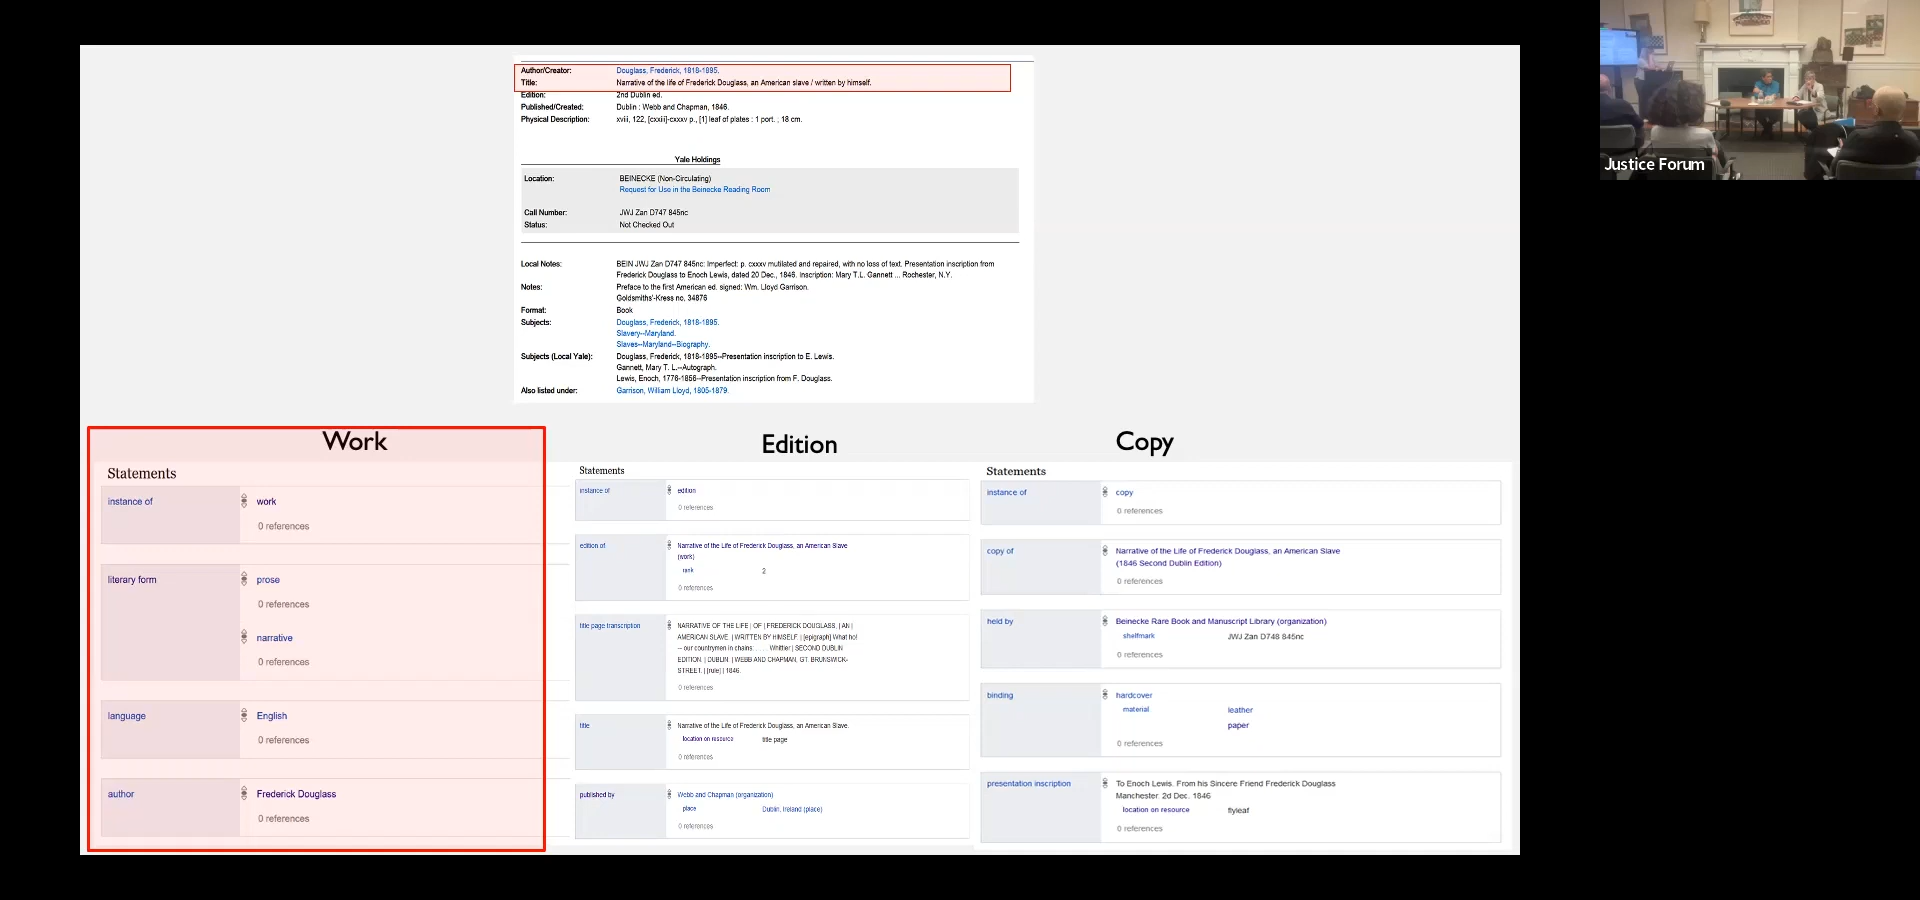 Author/Creator: Douglass, Frederick, 1818-1895.
Title: Narrative of the life of Frederick Douglass, an American slave / written by himself.
Edition: 2nd Dublin ed.
Published/Created: Dublin : Webb and Chapman, 1846.
Physical Description: xviii, 122, [cxxiii]-cxxxv p., [1] leaf of plates : 1 port. ; 18 cm.
Yale Holdings
Location: BEINECKE (Non-Circulating)
Request for Use in the Beinecke Reading Room
Call Number: JWJ Zan D747 845nc
Status: Not Checked Out
Local Notes: BEIN JWJ Zan D747 845nc: Imperfect: p. cxxxv mutilated and repaired, with no loss of text. Presentation inscription from
Frederick Douglass to Enoch Lewis, dated 20 Dec., 1846. Inscription: Mary T.L. Gannett ... Rochester, N.Y.
Notes: Preface to the first American ed. signed: Wm. Lloyd Garrison.
Goldsmiths'-Kress no. 34876
Format: Book
Subjects: Douglass, Frederick, 1818-1895.
Slavery--Maryland.
Slaves--Maryland--Biography.
Subjects (Local Yale): Douglass, Frederick, 1818-1895--Presentation inscription to E. Lewis.
Gannett, Mary T. L.--Autograph.
Lewis, Enoch, 1776-1856--Presentation inscription from F. Douglass.
Also listed under: Garrison, William Lloyd, 1805-1879.
Work
Statements
instance of work
0 references
literary form prose
0 references
narrative
0 references
language English
0 references
author Frederick Douglass
0 references
Edition
Statements
instance of edition
0 references
edition of Narrative of the Life of Frederick Douglass, an American Slave
(work)
rank 2
0 references
title page transcription NARRATIVE OF THE LIFE | OF | FREDERICK DOUGLASS, | AN |
AMERICAN SLAVE. | WRITTEN BY HIMSELF. | [epigraph] What ho!
-- our countrymen in chains. . . . . Whittier | SECOND DUBLIN
EDITION. | DUBLIN: | WEBB AND CHAPMAN, GT. BRUNSWICK-
STREET. | [rule] | 1846.
0 references
title Narrative of the Life of Frederick Douglass, an American Slave.
location on resource title page
0 references
published by Webb and Chapman (organization)
place Dublin, Ireland (place)
0 references
Copy
Statements
instance of copy
0 references
copy of Narrative of the Life of Frederick Douglass, an American Slave
(1846 Second Dublin Edition)
0 references
held by Beinecke Rare Book and Manuscript Library (organization)
shelfmark JWJ Zan D748 845nc
0 references
binding hardcover
material leather
paper
0 references
presentation inscription To Enoch Lewis. From his Sincere Friend Frederick Douglass
Manchester. 2d Dec. 1846
location on resource flyleaf
0 references
Justice Forum